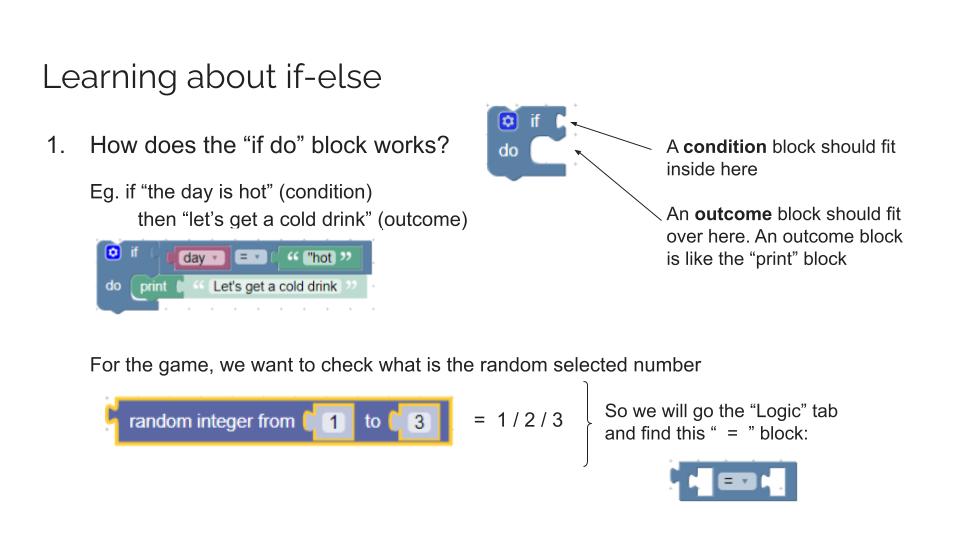 Learning about if-else
1. How does the “if do” block works?
Eg. if “the day is hot” (condition)
then “let’s get a cold drink” (outcome)
if day = “ "hot ”
do print “ Let's get a cold drink ”
if
do
A condition block should fit
inside here
An outcome block should fit
over here. An outcome block
is like the “print” block
For the game, we want to check what is the random selected number
random integer from 1 to 3
= 1 / 2 / 3
So we will go the “Logic” tab
and find this “ = ” block:
=